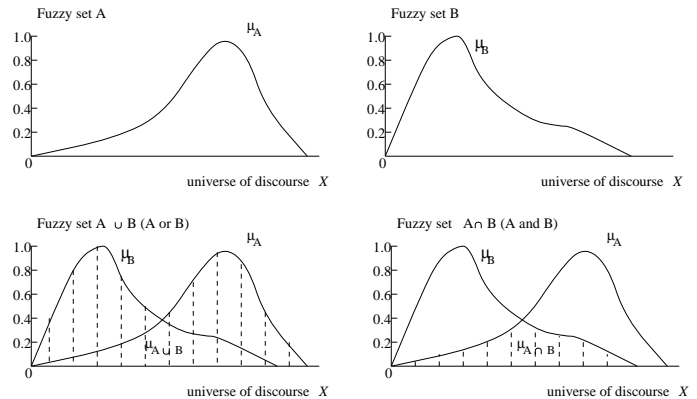 Fuzzy set A
μA
1.0
0.8
0.6
0.4
0.2
0
universe of discourse X
Fuzzy set B
μB
1.0
0.8
0.6
0.4
0.2
0
universe of discourse X
Fuzzy set A ∪ B (A or B)
μB
μA
1.0
0.8
0.6
0.4
0.2
μA ∪ B
0
universe of discourse X
Fuzzy set A∩ B (A and B)
μA
μB
1.0
0.8
0.6
0.4
0.2
μA ∩ B
0
universe of discourse X